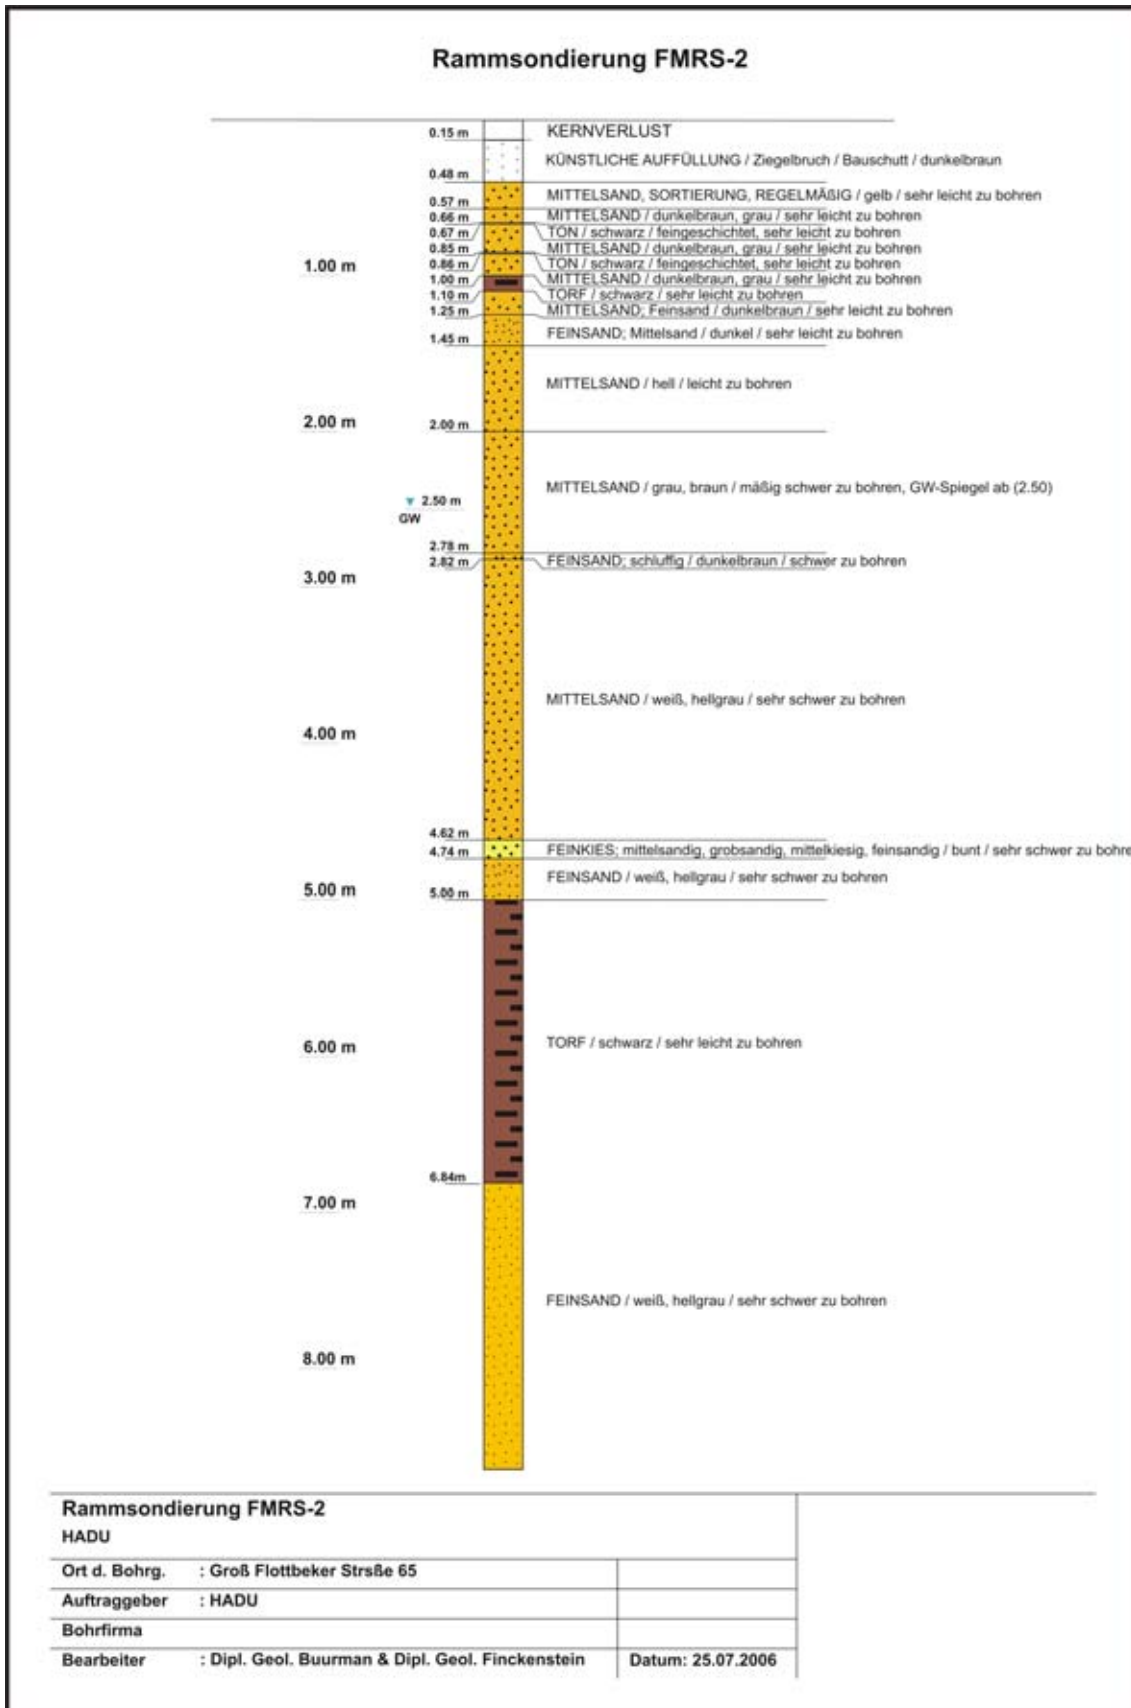 Rammsondierung FMRS-2
0.15 m KERNVERLUST
KÜNSTLICHE AUFFÜLLUNG / Ziegelbruch / Bauschutt / dunkelbraun
0.48 m
MITTELSAND, SORTIERUNG, REGELMÄßIG / gelb / sehr leicht zu bohren
0.57 m
0.66 m MITTELSAND / dunkelbraun, grau / sehr leicht zu bohren
0.67 m TON / schwarz / feingeschichtet, sehr leicht zu bohren
0.85 m MITTELSAND / dunkelbraun, grau / sehr leicht zu bohren
1.00 m 0.86 m TON / schwarz / feingeschichtet, sehr leicht zu bohren
1.00 m MITTELSAND / dunkelbraun, grau / sehr leicht zu bohren
1.10 m TORF / schwarz / sehr leicht zu bohren
1.25 m MITTELSAND; Feinsand / dunkelbraun / sehr leicht zu bohren
FEINSAND; Mittelsand / dunkel / sehr leicht zu bohren
1.45 m
MITTELSAND / hell / leicht zu bohren
2.00 m 2.00 m
MITTELSAND / grau, braun / mäßig schwer zu bohren, GW-Spiegel ab (2.50)
2.50 m
GW
2.78 m
2.82 m FEINSAND; schluffig / dunkelbraun / schwer zu bohren
3.00 m
MITTELSAND / weiß, hellgrau / sehr schwer zu bohren
4.00 m
4.62 m
4.74 m FEINKIES; mittelsandig, grobsandig, mittelkiesig, feinsandig / bunt / sehr schwer zu bohre
FEINSAND / weiß, hellgrau / sehr schwer zu bohren
5.00 m 5.00 m
6.00 m TORF / schwarz / sehr leicht zu bohren
6.84m
7.00 m
FEINSAND / weiß, hellgrau / sehr schwer zu bohren
8.00 m
Rammsondierung FMRS-2
HADU
Ort d. Bohrg. : Groß Flottbeker Strsße 65
Auftraggeber : HADU
Bohrfirma
Bearbeiter : Dipl. Geol. Buurman & Dipl. Geol. Finckenstein Datum: 25.07.2006